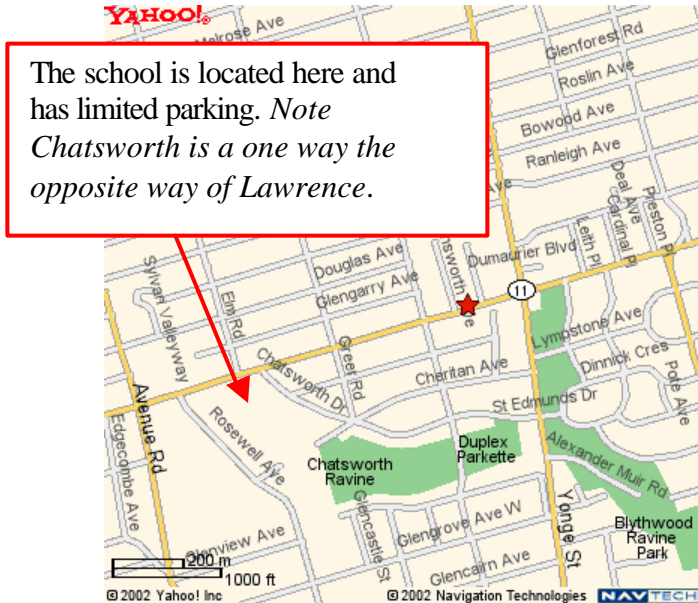 YAHOO!
Melrose Ave
Glenforest Rd
Roslin Ave
Bowood Ave
Ranleigh Ave
The school is located here and
has limited parking. Note
Chatsworth is a one way the
opposite way of Lawrence.
Ave
Deal Ave
Cardinal Pl
Preston Pl
Leith Pl
Dumaurier Blvd
Douglas Ave
Glengarry Ave
11
Sylvan Valleyway
Elm Rd
Greer Rd
Lympstone Ave
Dinnick Cres
Chatsworth Dr
Cheritan Ave
Pote Ave
St Edmunds Dr
Avenue Rd
Edgecombe Ave
Rosewell Ave
Chatsworth
Ravine
Duplex
Parkette
Alexander Muir Rd
Glencastle St
Yonge St
Glengrove Ave W
Blythwood
Ravine
Park
Glenview Ave
Glencairn Ave
200 m
1000 ft
© 2002 Yahoo! Inc
© 2002 Navigation Technologies
NAVTECH